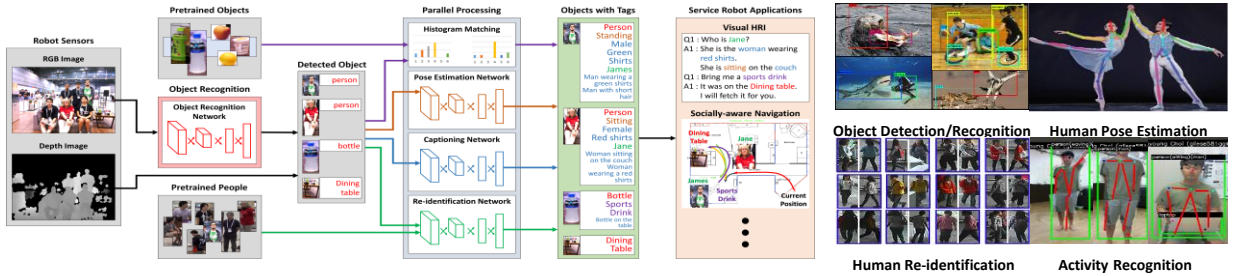 Robot Sensors
RGB Image
Depth Image
Pretrained Objects
Object Recognition
Object Recognition
Network
Pretrained People
Detected Object
person
person
bottle
Dining
table
Parallel Processing
Histogram Matching
Pose Estimation Network
Captioning Network
Re-identification Network
Objects with Tags
Person
Standing
Male
Green
Shirts
James
Man wearing a
green shirts
Man with short
hair
Person
Sitting
Female
Red shirts
Jane
Woman sitting
on the couch
Woman
wearing a red
shirts
Bottle
Sports
Drink
Bottle on the
table
Dining
Table
Service Robot Applications
Visual HRI
Q1 : Who is Jane?
A1 : She is the woman wearing
red shirts.
She is sitting on the couch
Q1 : Bring me a sports drink
A1 : It was on the Dining table.
I will fetch it for you.
Socially-aware Navigation
Dining
Table
Jane
James
Sports
Drink
Current
Position
Object Detection/Recognition
Human Pose Estimation
Human Re-identification
Activity Recognition